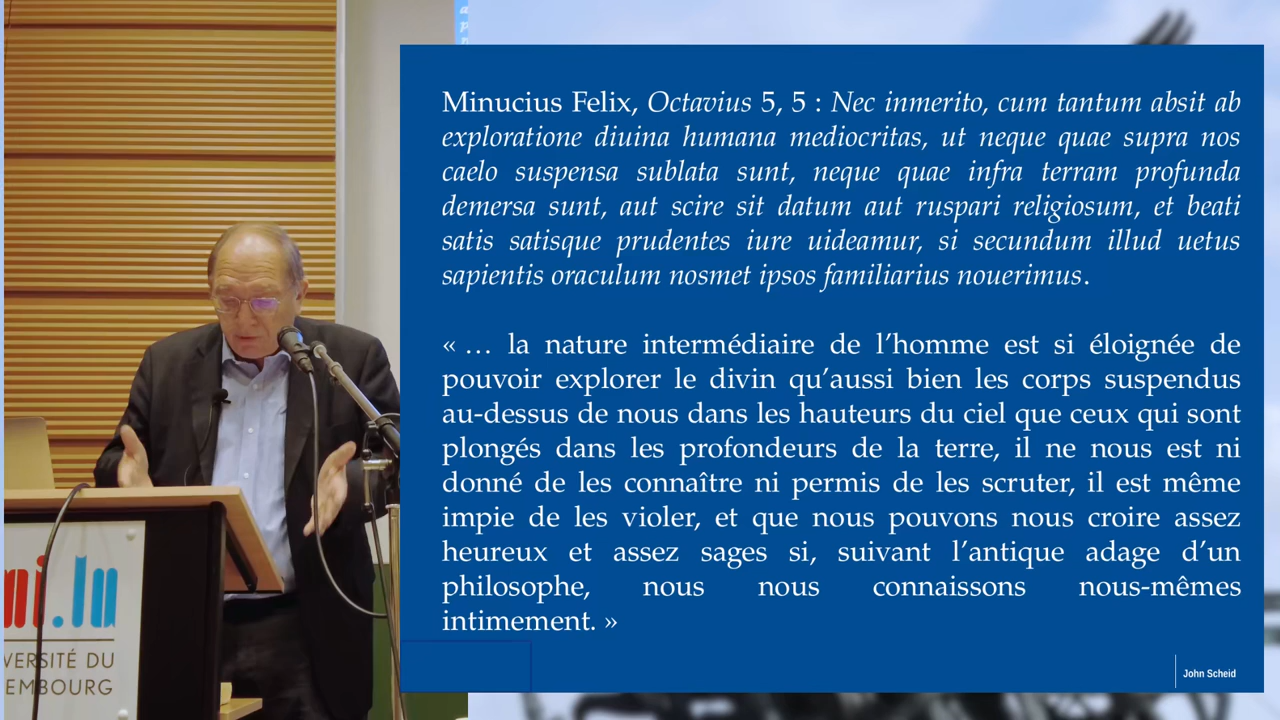 Minucius Felix, Octavius 5, 5 : Nec inmerito, cum tantum absit ab
exploratione diuina humana mediocritas, ut neque quae supra nos
caelo suspensa sublata sunt, neque quae infra terram profunda
demersa sunt, aut scire sit datum aut ruspari religiosum, et beati
satis satisque prudentes iure uideamur, si secundum illud uetus
sapientis oraculum nosmet ipsos familiarius nouerimus.
« … la nature intermédiaire de l’homme est si éloignée de
pouvoir explorer le divin qu’aussi bien les corps suspendus
au-dessus de nous dans les hauteurs du ciel que ceux qui sont
plongés dans les profondeurs de la terre, il ne nous est ni
donné de les connaître ni permis de les scruter, il est même
impie de les violer, et que nous pouvons nous croire assez
heureux et assez sages si, suivant l’antique adage d’un
philosophe, nous nous connaissons nous-mêmes
intimement. »
John Scheid
ni.lu
VERSITÉ DU
EMBOURG